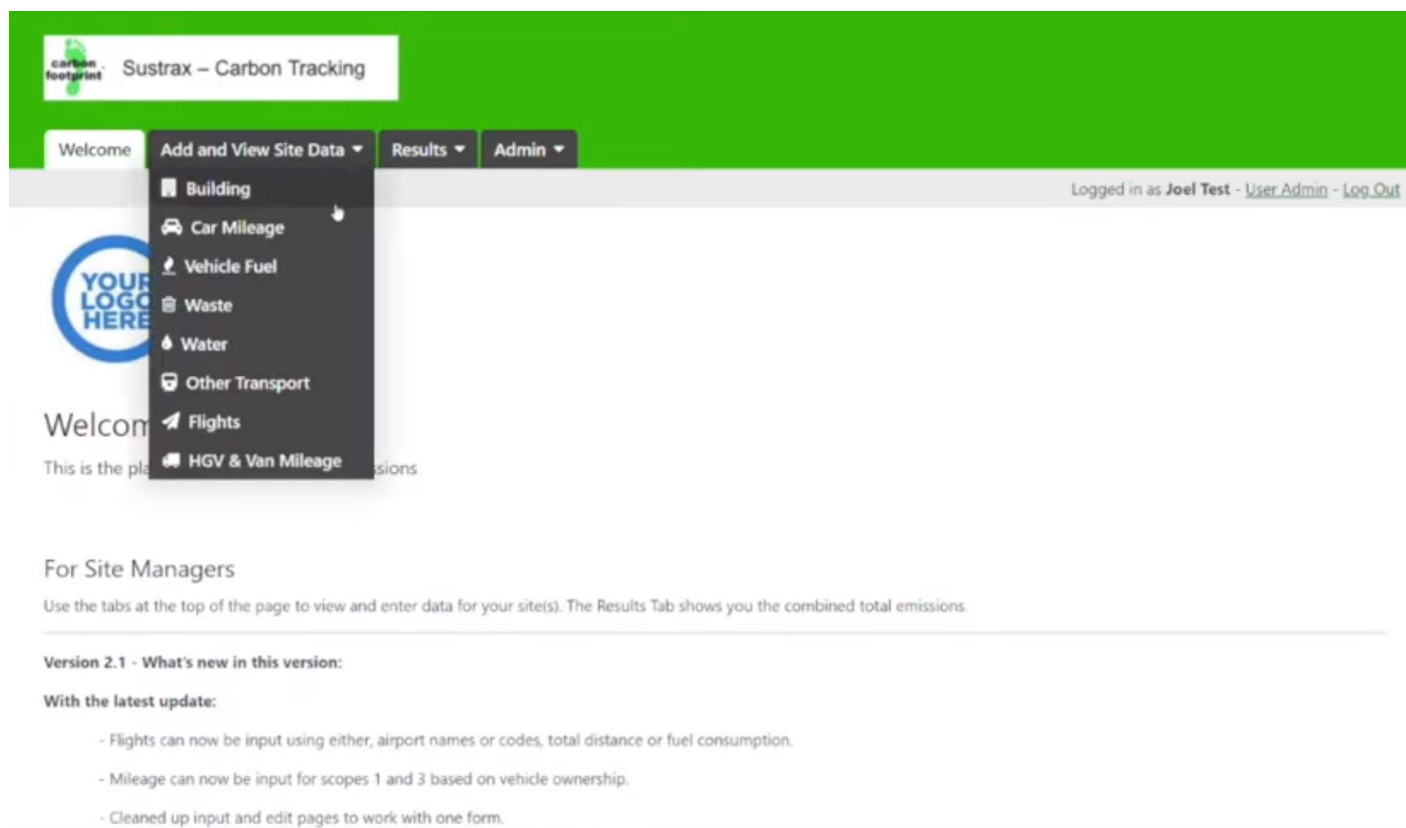 carbon footprint
Sustrax – Carbon Tracking
Welcome
Add and View Site Data
Results
Admin
Logged in as Joel Test - User Admin - Log Out
Building
Car Mileage
Vehicle Fuel
Waste
Water
Other Transport
Flights
HGV & Van Mileage
YOUR
LOGO
HERE
Welcom
This is the pla
sions
For Site Managers
Use the tabs at the top of the page to view and enter data for your site(s). The Results Tab shows you the combined total emissions.
Version 2.1 - What's new in this version:
With the latest update:
- Flights can now be input using either, airport names or codes, total distance or fuel consumption.
- Mileage can now be input for scopes 1 and 3 based on vehicle ownership.
- Cleaned up input and edit pages to work with one form.